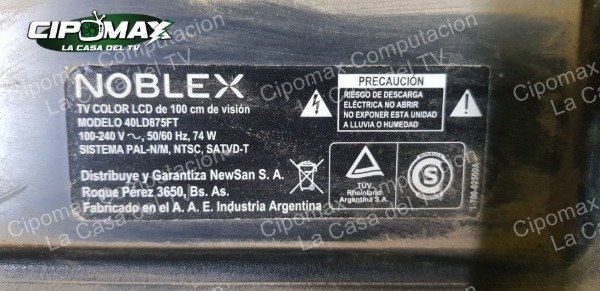 CIPOMAX
LA CASA DEL TV
NOBLEX
TV COLOR LCD de 100 cm de visión
MODELO 40LD875FT
100-240 V ~, 50/60 Hz, 74 W
SISTEMA PAL-N/M, NTSC, SATVD-T
Distribuye y Garantiza NewSan S. A.
Roque Pérez 3650, Bs. As.
Fabricado en el A. A. E. Industria Argentina
PRECAUCIÓN
RIESGO DE DESCARGA
ELÉCTRICA NO ABRIR
NO EXPONER ESTA UNIDAD
A LLUVIA O HUMEDAD
TÜV
Rheinland
Argentina S.A.
S
Cipomax Computacion
La Casa del TV